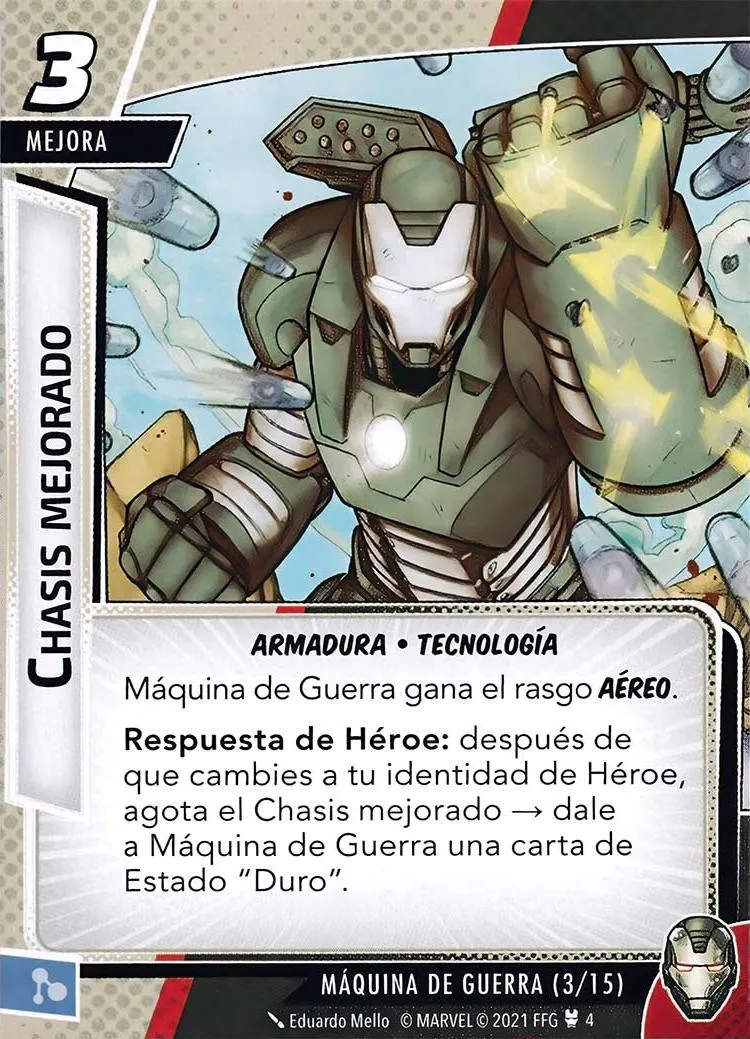 3
MEJORA
CHASIS MEJORADO
ARMADURA • TECNOLOGÍA
Máquina de Guerra gana el rasgo AÉREO.
Respuesta de Héroe: después de
que cambies a tu identidad de Héroe,
agota el Chasis mejorado → dale
a Máquina de Guerra una carta de
Estado “Duro”.
MÁQUINA DE GUERRA (3/15)
Eduardo Mello © MARVEL © 2021 FFG 4